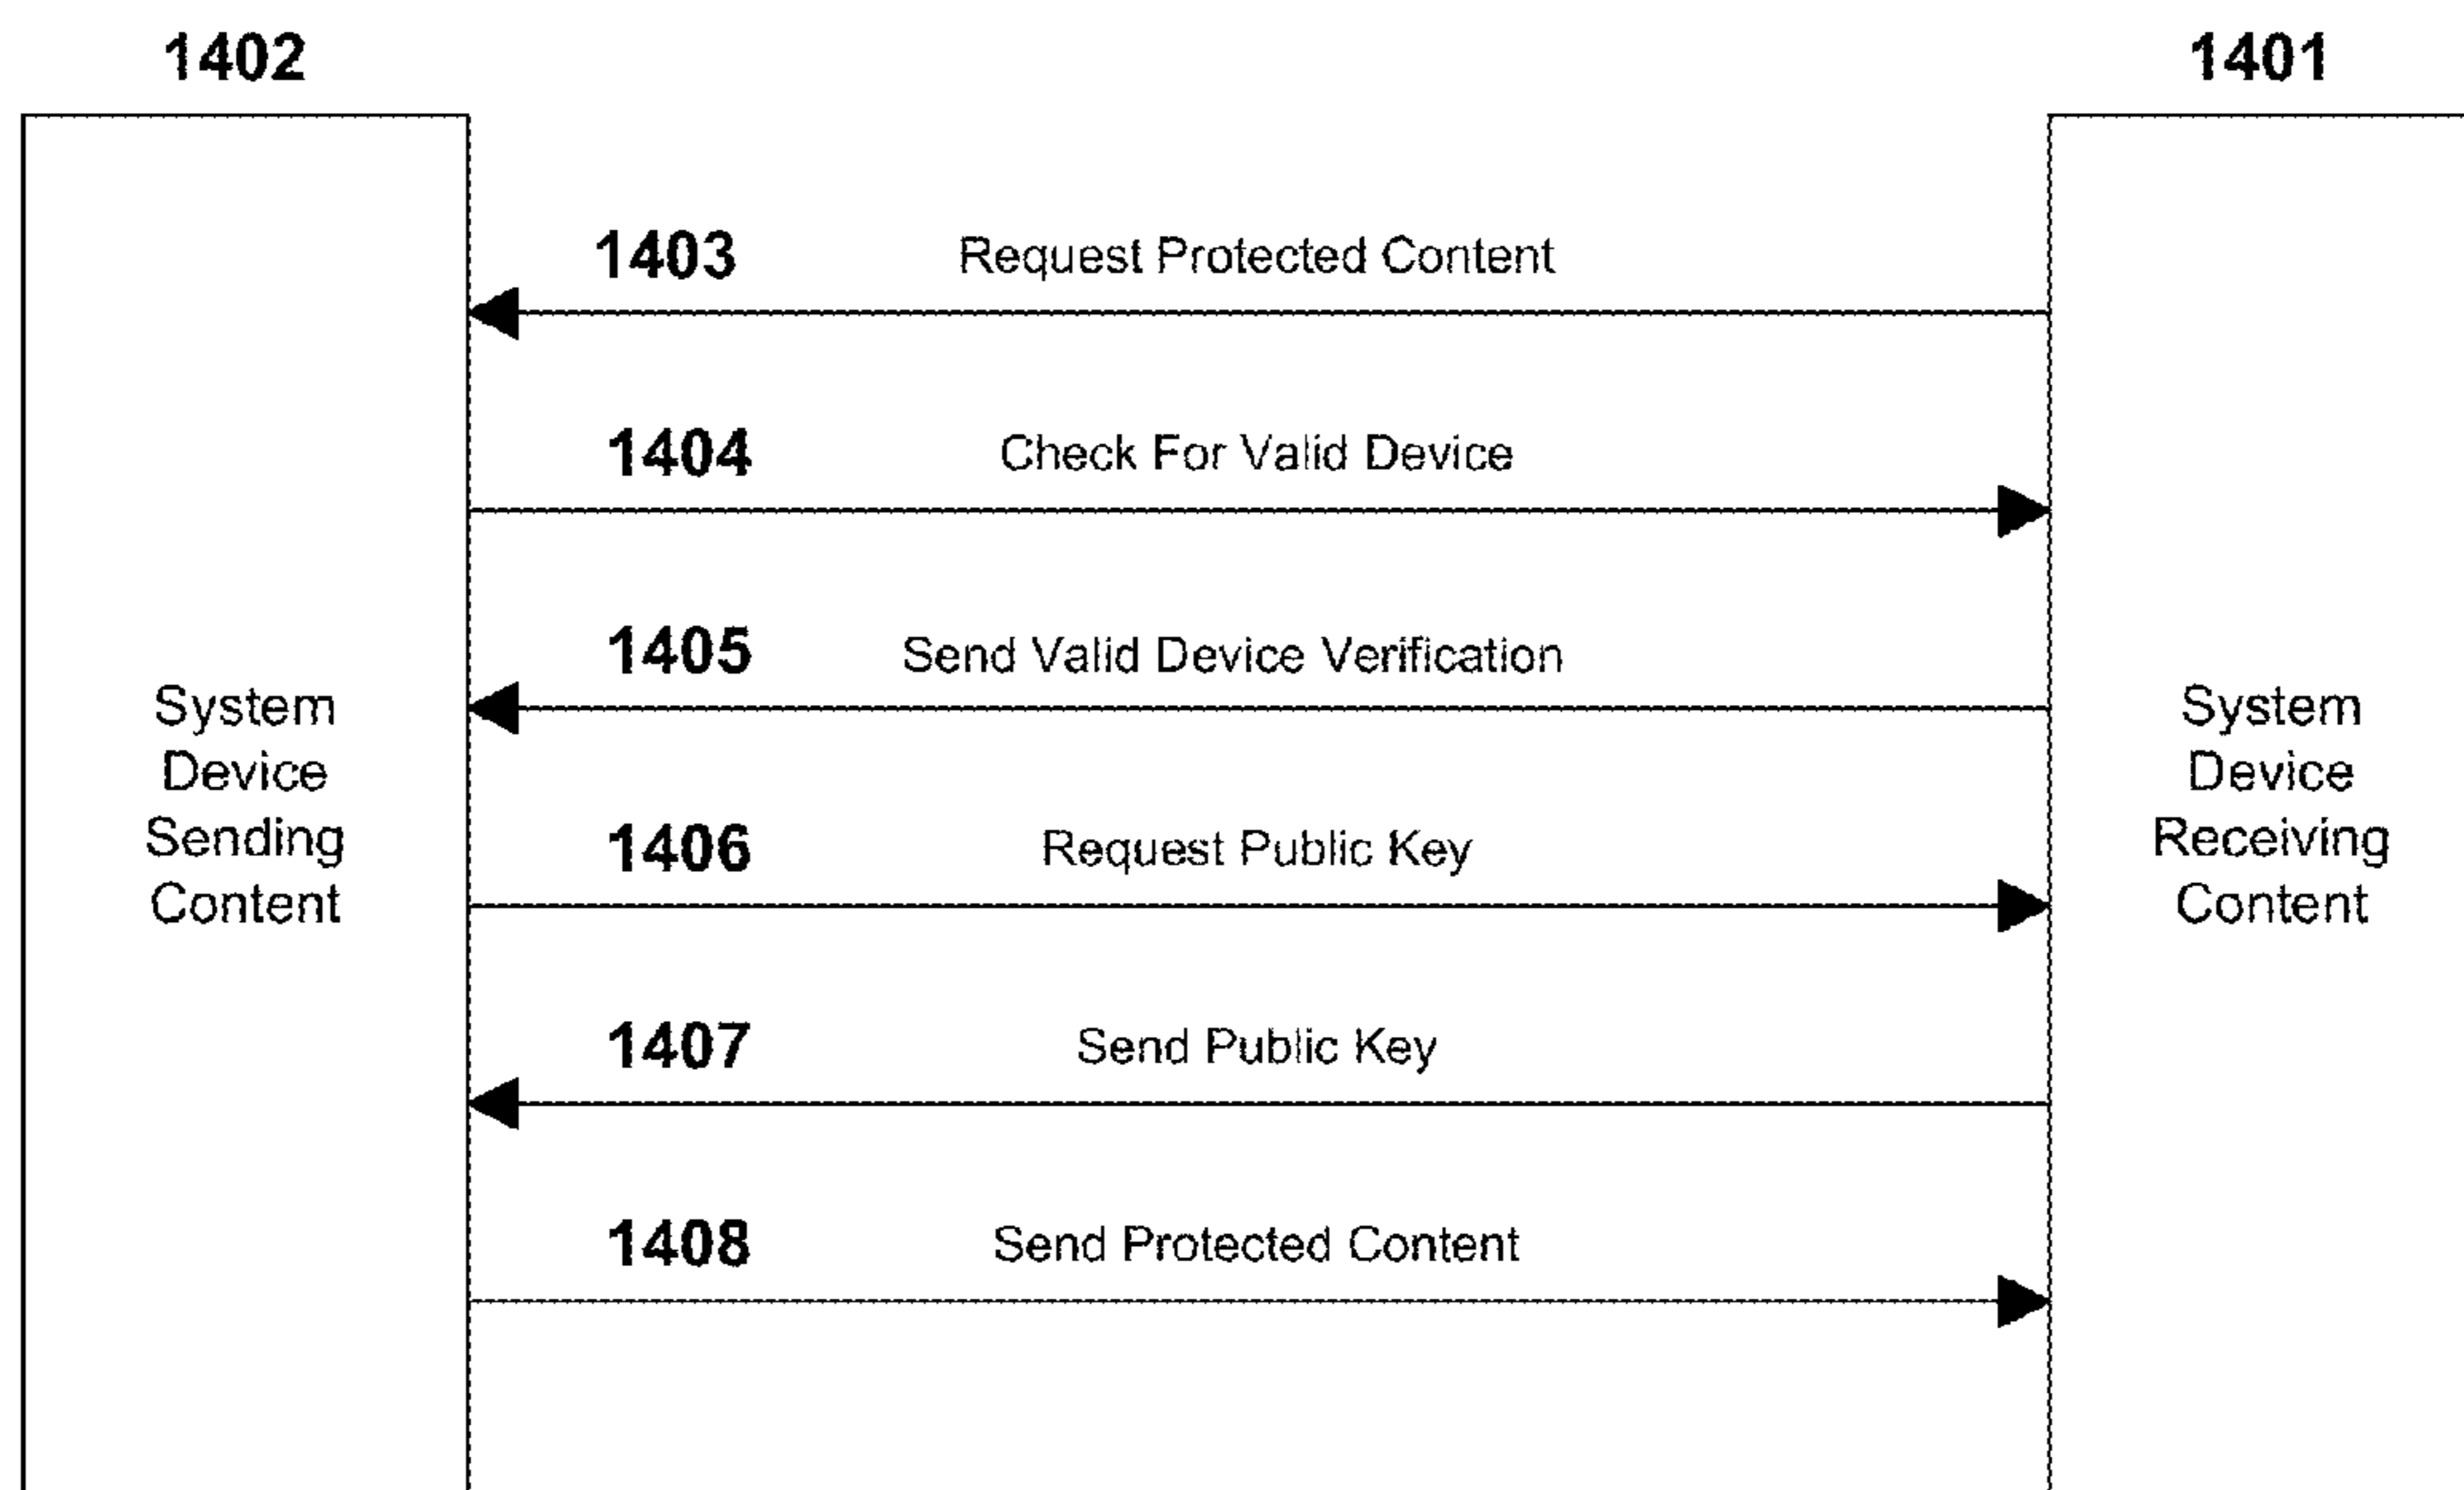 1402
1401
1403 Request Protected Content
1404 Check For Valid Device
1405 Send Valid Device Verification
1406 Request Public Key
1407 Send Public Key
1408 Send Protected Content
System
Device
Sending
Content
System
Device
Receiving
Content